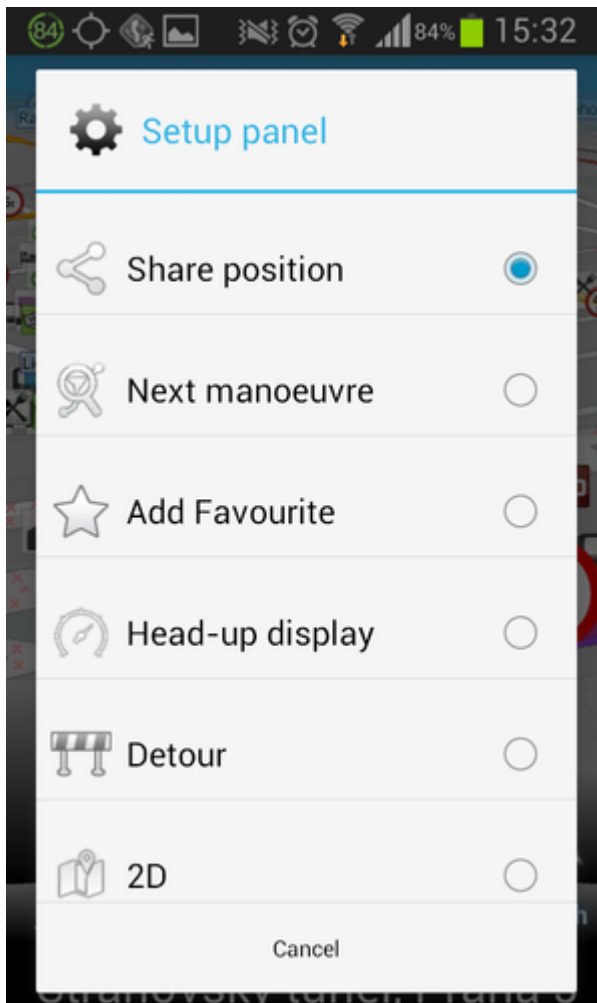 84 84% 15:32
Setup panel
Share position
Next manoeuvre
Add Favourite
Head-up display
Detour
2D
Cancel